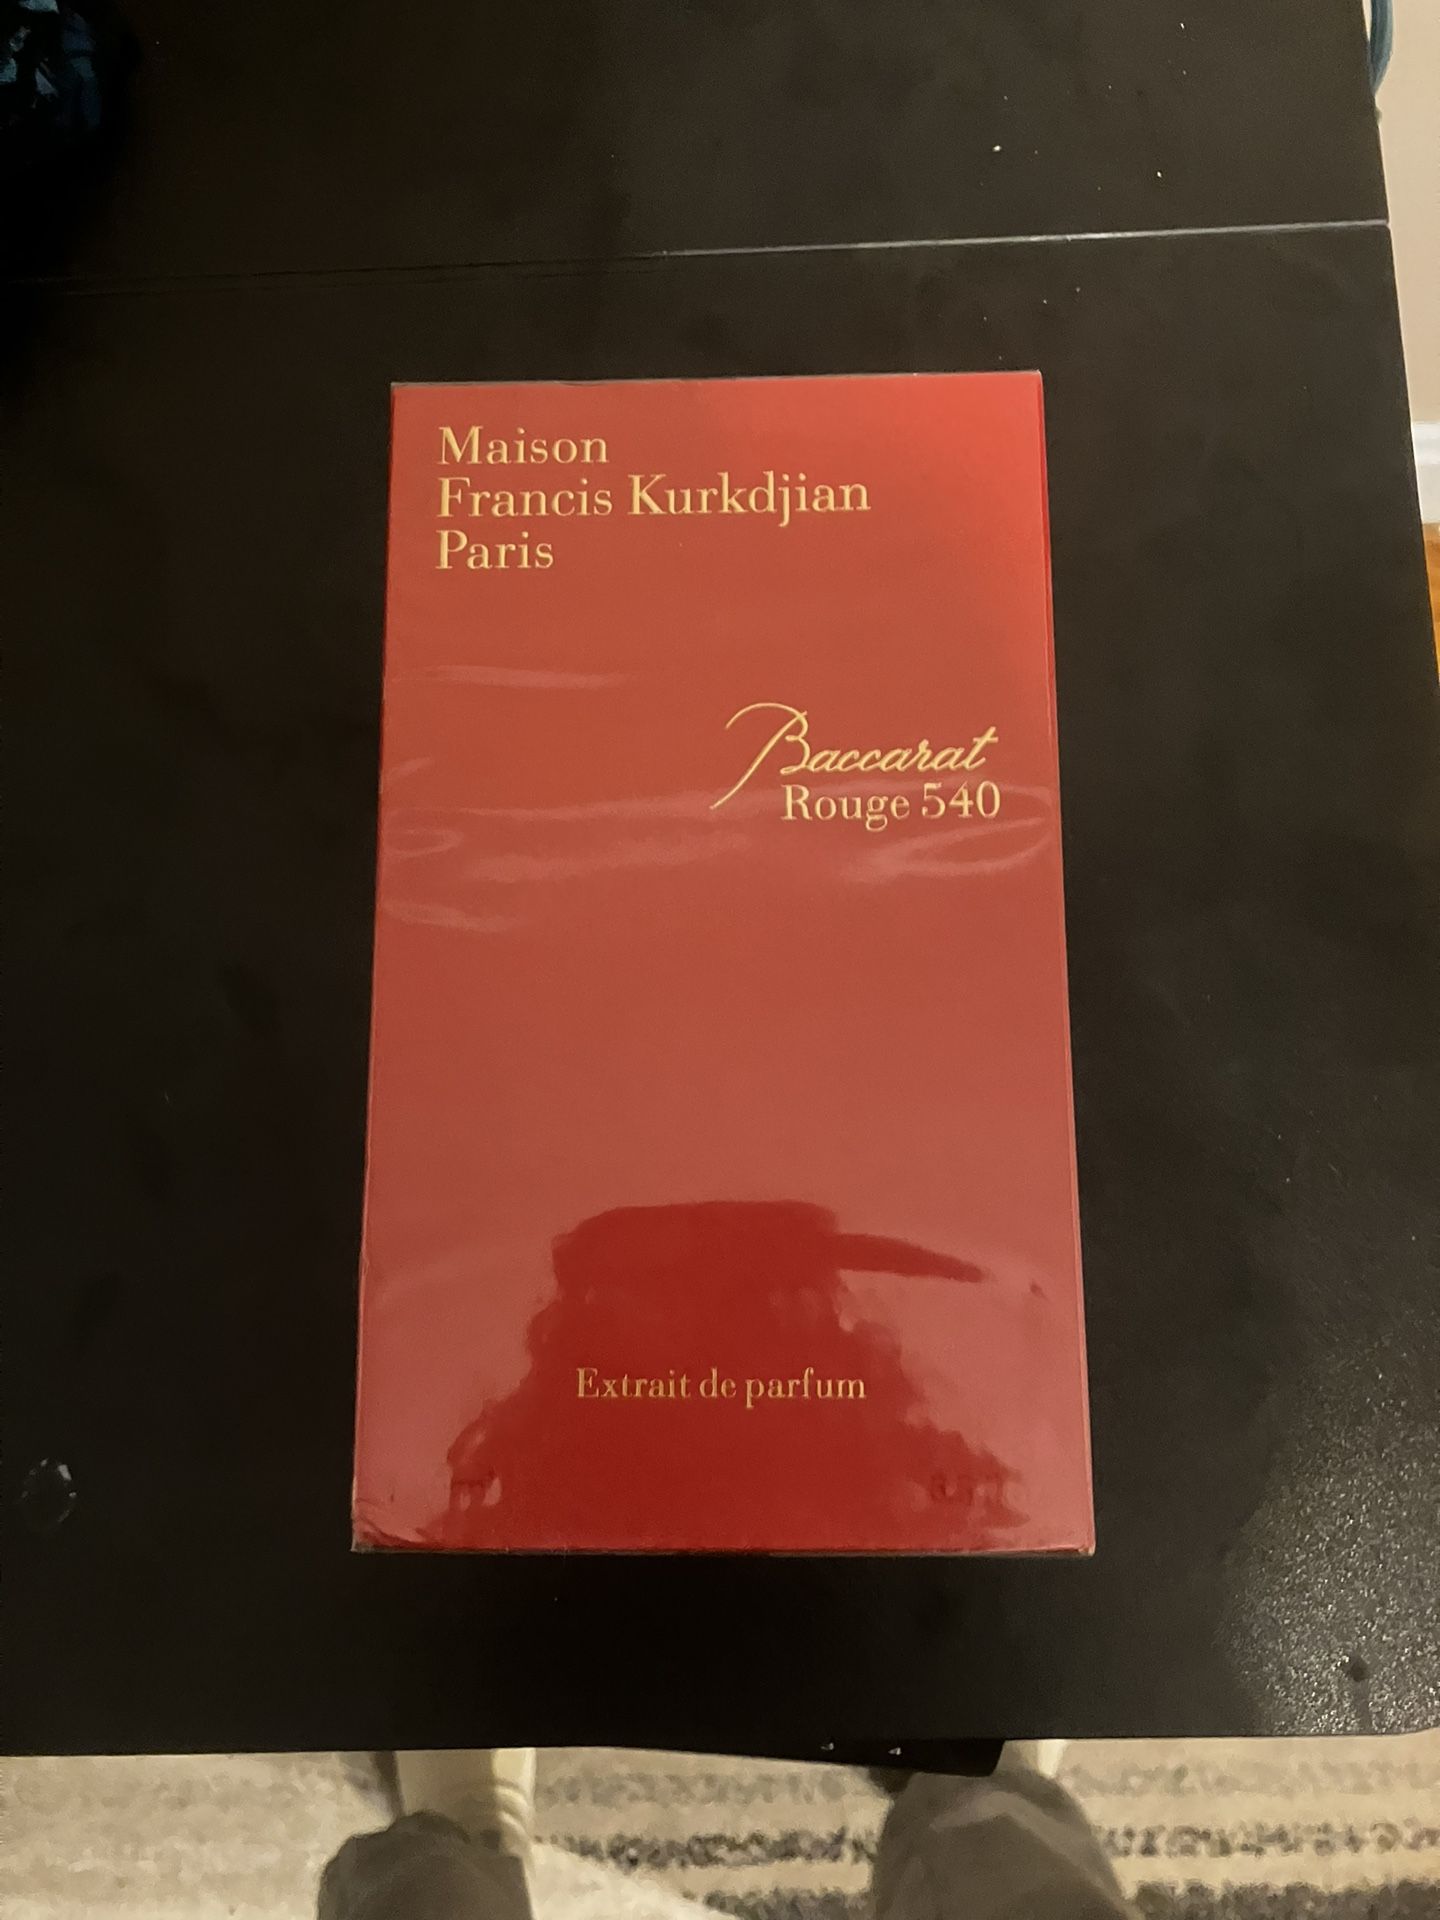 Maison
Francis Kurkdjian
Paris
Baccarat
Rouge 540
Extrait de parfum